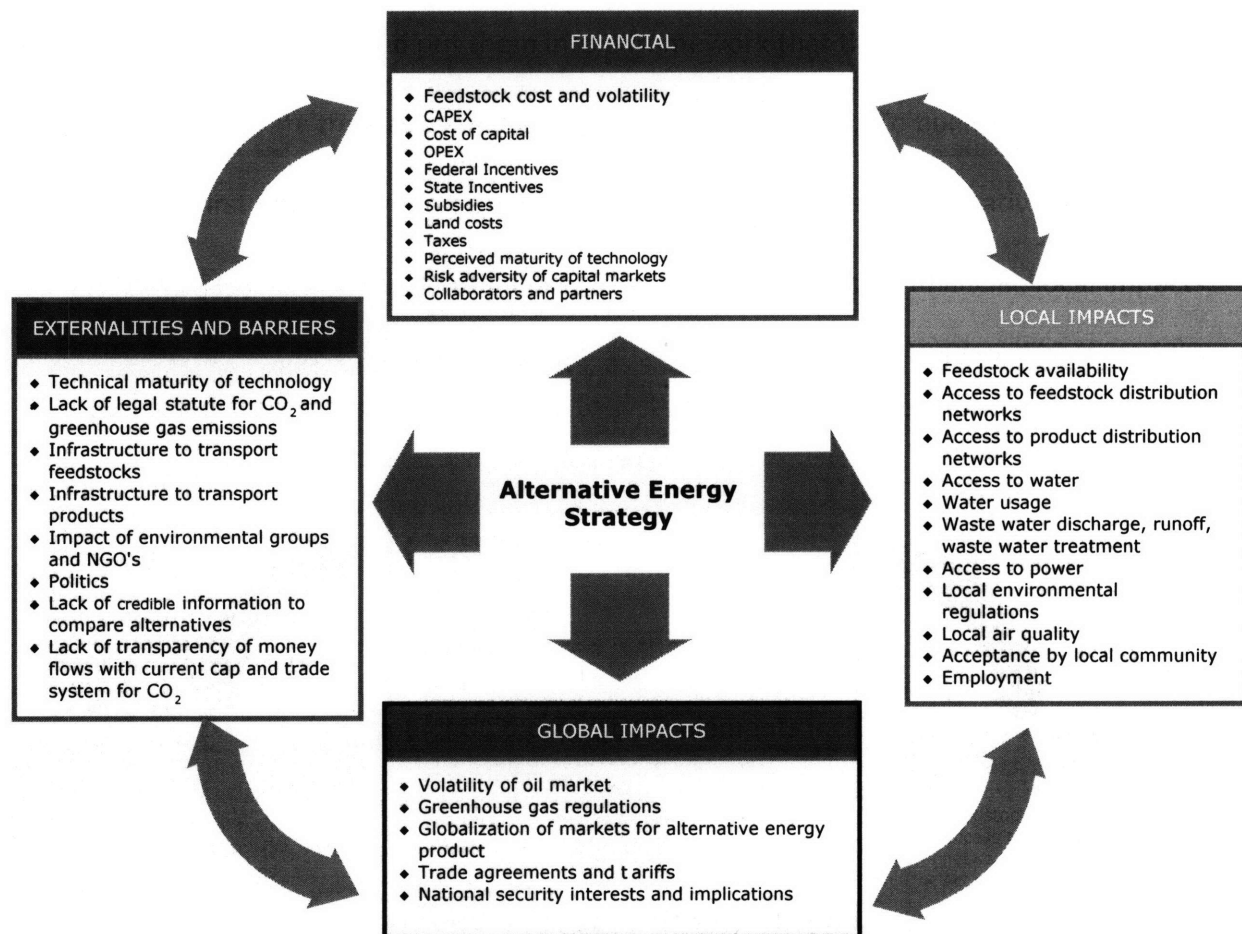 FINANCIAL
♦ Feedstock cost and volatility
♦ CAPEX
♦ Cost of capital
♦ OPEX
♦ Federal Incentives
♦ State Incentives
♦ Subsidies
♦ Land costs
♦ Taxes
♦ Perceived maturity of technology
♦ Risk adversity of capital markets
♦ Collaborators and partners
EXTERNALITIES AND BARRIERS
♦ Technical maturity of technology
♦ Lack of legal statute for CO₂ and
greenhouse gas emissions
♦ Infrastructure to transport
feedstocks
♦ Infrastructure to transport
products
♦ Impact of environmental groups
and NGO's
♦ Politics
♦ Lack of credible information to
compare alternatives
♦ Lack of transparency of money
flows with current cap and trade
system for CO₂
Alternative Energy
Strategy
LOCAL IMPACTS
♦ Feedstock availability
♦ Access to feedstock distribution
networks
♦ Access to product distribution
networks
♦ Access to water
♦ Water usage
♦ Waste water discharge, runoff,
waste water treatment
♦ Access to power
♦ Local environmental
regulations
♦ Local air quality
♦ Acceptance by local community
♦ Employment
GLOBAL IMPACTS
♦ Volatility of oil market
♦ Greenhouse gas regulations
♦ Globalization of markets for alternative energy
product
♦ Trade agreements and tariffs
♦ National security interests and implications